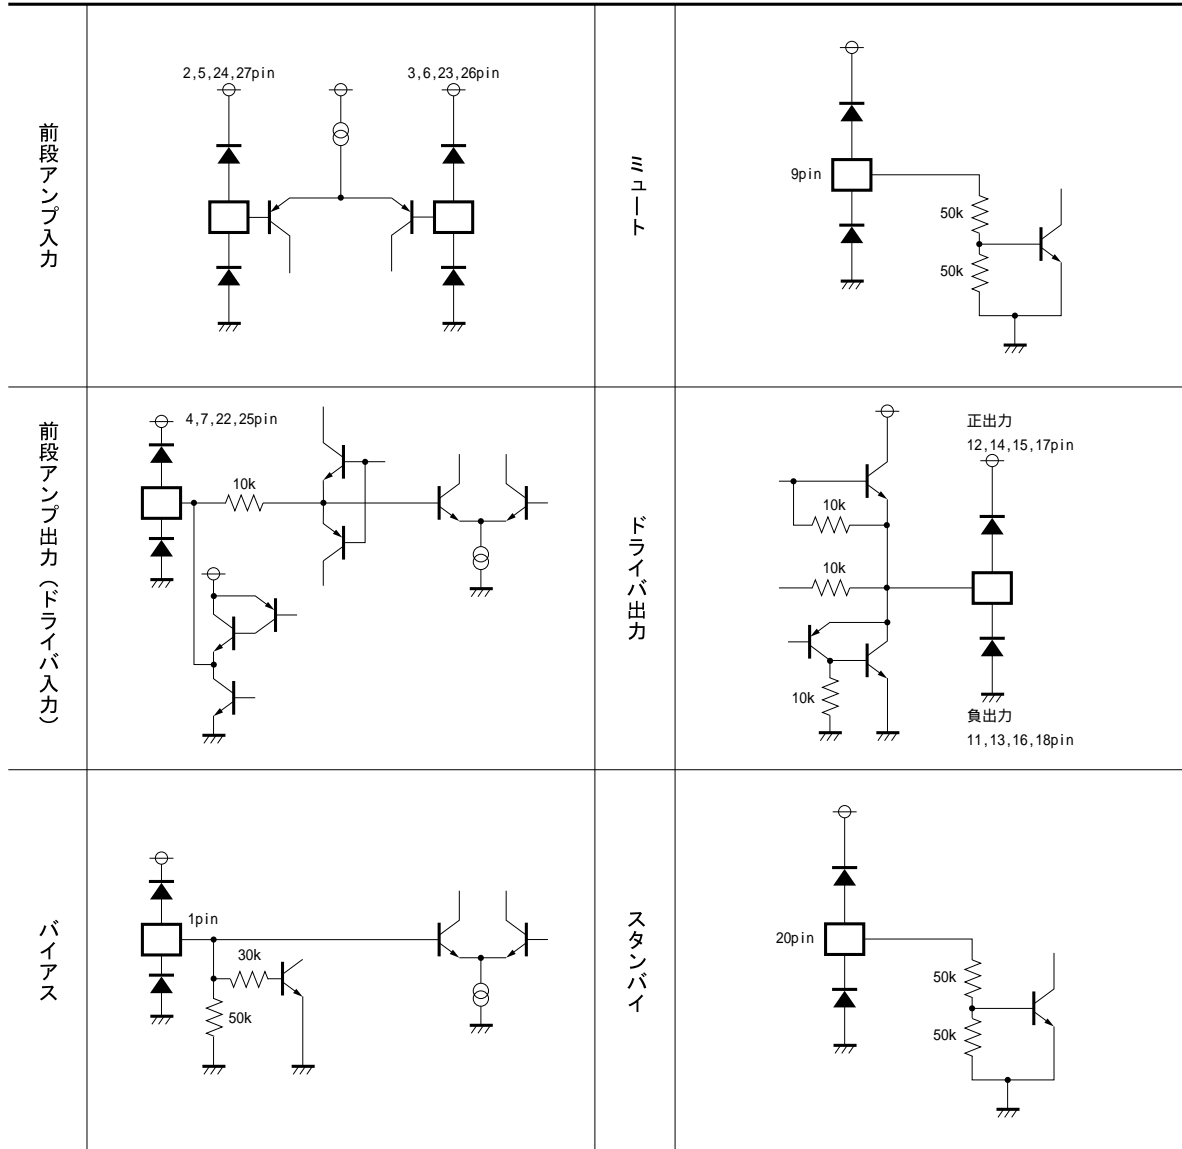 前段アンプ入力
2,5,24,27pin
3,6,23,26pin
ミュート
9pin
50k
50k
前段アンプ出力（ドライバ入力）
4,7,22,25pin
10k
ドライバ出力
正出力
12,14,15,17pin
10k
10k
10k
負出力
11,13,16,18pin
バイアス
1pin
30k
50k
スタンバイ
20pin
50k
50k